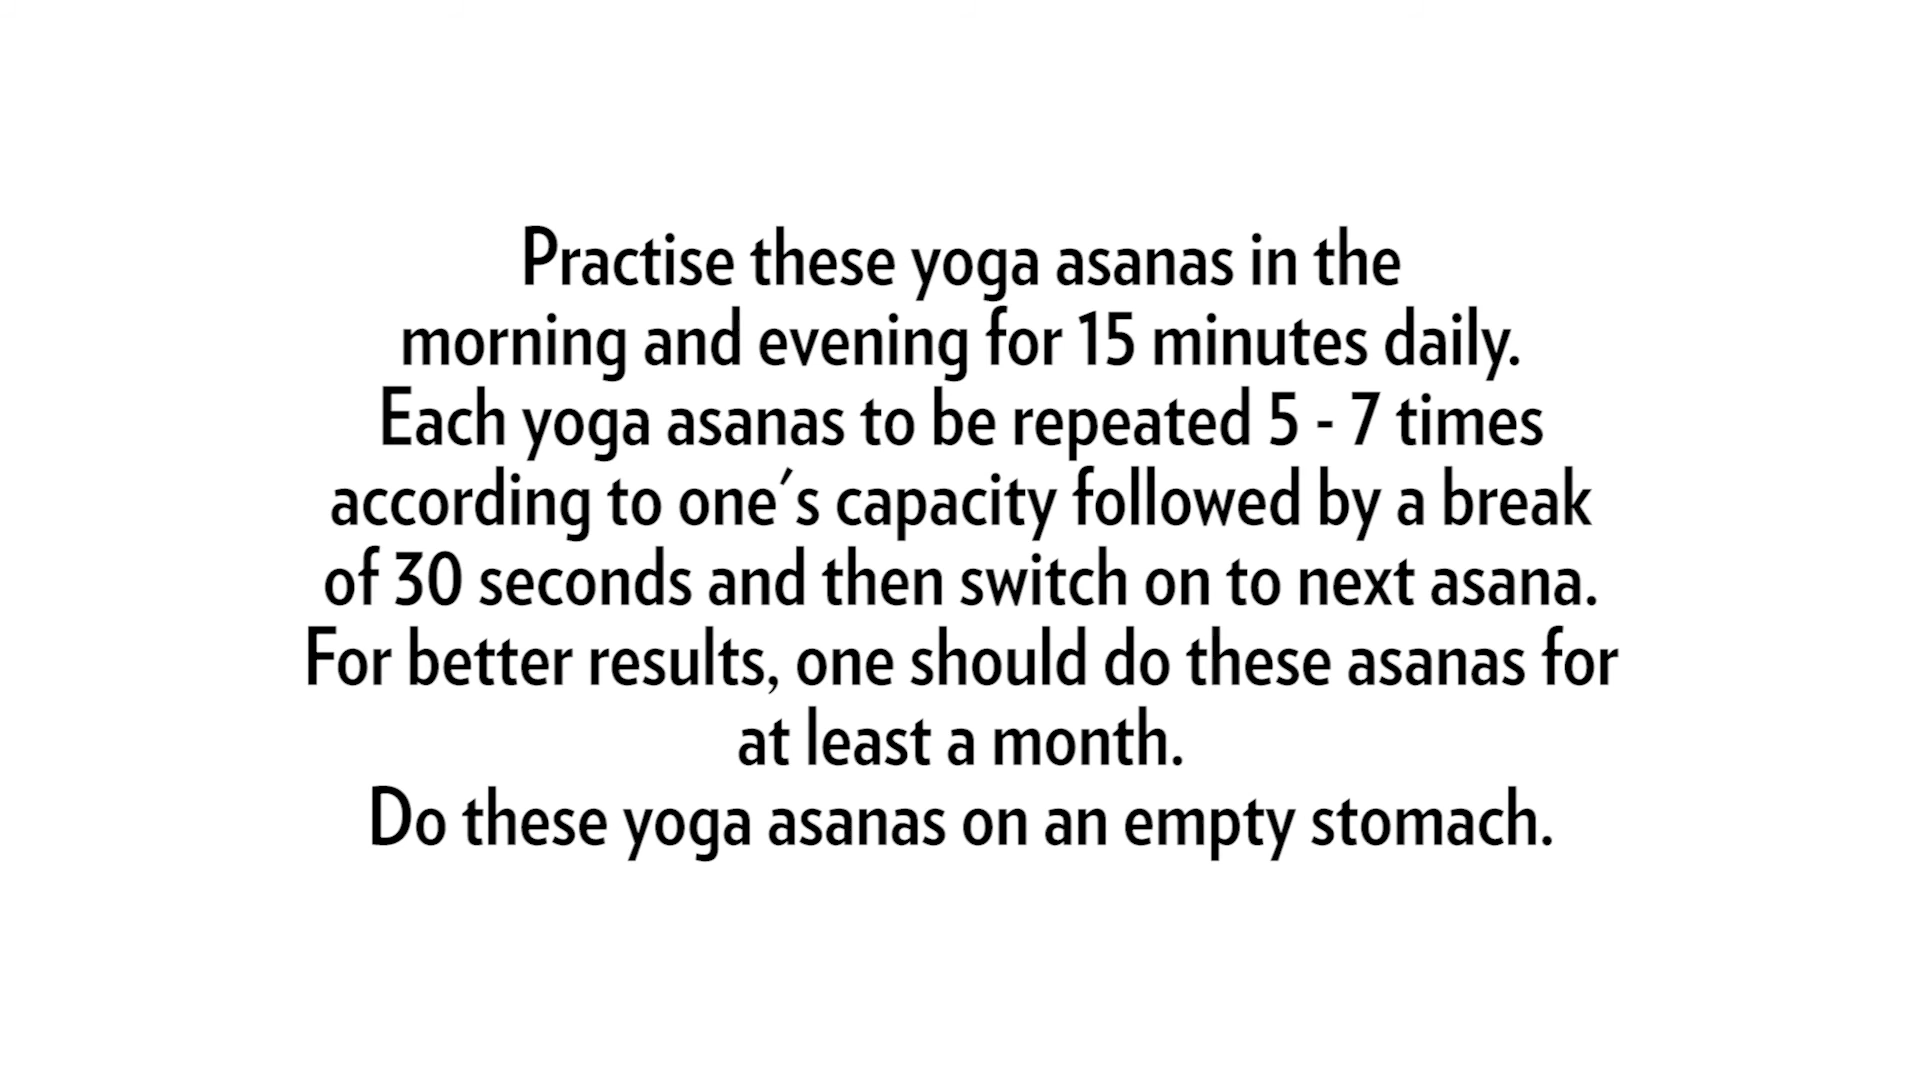 Practise these yoga asanas in the
morning and evening for 15 minutes daily.
Each yoga asanas to be repeated 5 - 7 times
according to one's capacity followed by a break
of 30 seconds and then switch on to next asana.
For better results, one should do these asanas for
at least a month.
Do these yoga asanas on an empty stomach.